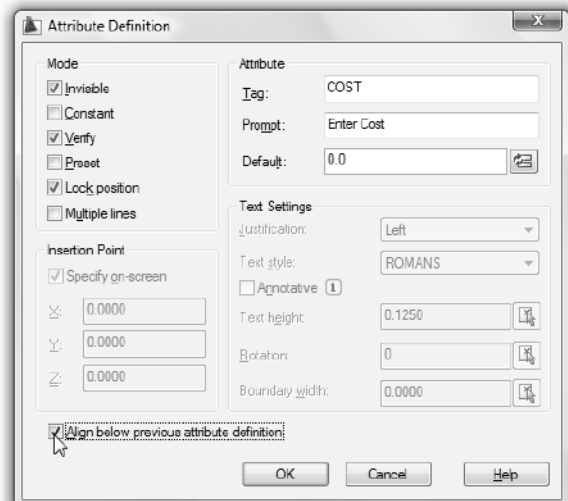 Attribute Definition
X
Mode
Invisible
Constant
Verify
Preset
Lock position
Multiple lines
Attribute
Tag: COST
Prompt: Enter Cost
Default: 0.0
Insertion Point
Specify on-screen
X: 0.0000
Y: 0.0000
Z: 0.0000
Text Settings
Justification: Left
Text style: ROMANS
Annotative
Text height: 0.1250
Rotation: 0
Boundary width: 0.0000
Align below previous attribute definition
OK Cancel Help